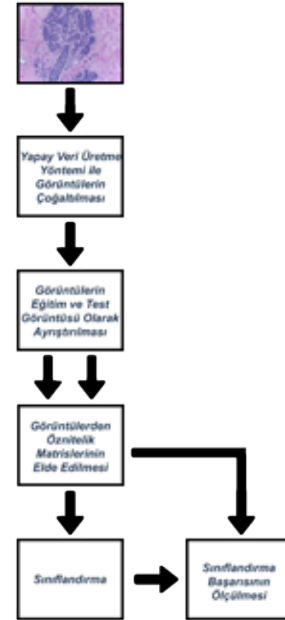 Yapay Veri Üretme
Yöntemi ile
Görüntülerin
Çoğaltılması
Görüntülerin
Eğitim ve Test
Görüntüsü Olarak
Ayrıştırılması
Görüntülerden
Öznitelik
Matrislerinin
Elde Edilmesi
Sınıflandırma
Sınıflandırma
Başarısının
Ölçülmesi